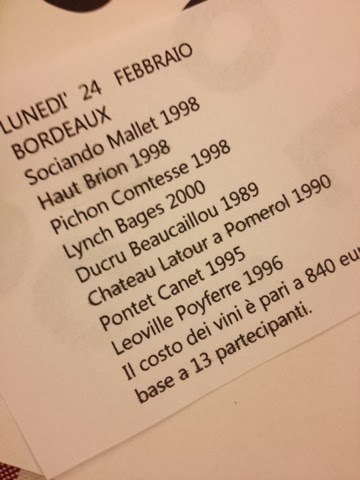 LUNEDI' 24 FEBBRAIO
BORDEAUX
Sociando Mallet 1998
Haut Brion 1998
Pichon Comtesse 1998
Lynch Bages 2000
Ducru Beaucaillou 1989
Chateau Latour a Pomerol 1990
Pontet Canet 1995
Leoville Poyferre 1996
Il costo dei vini è pari a 840 eu
base a 13 partecipanti.